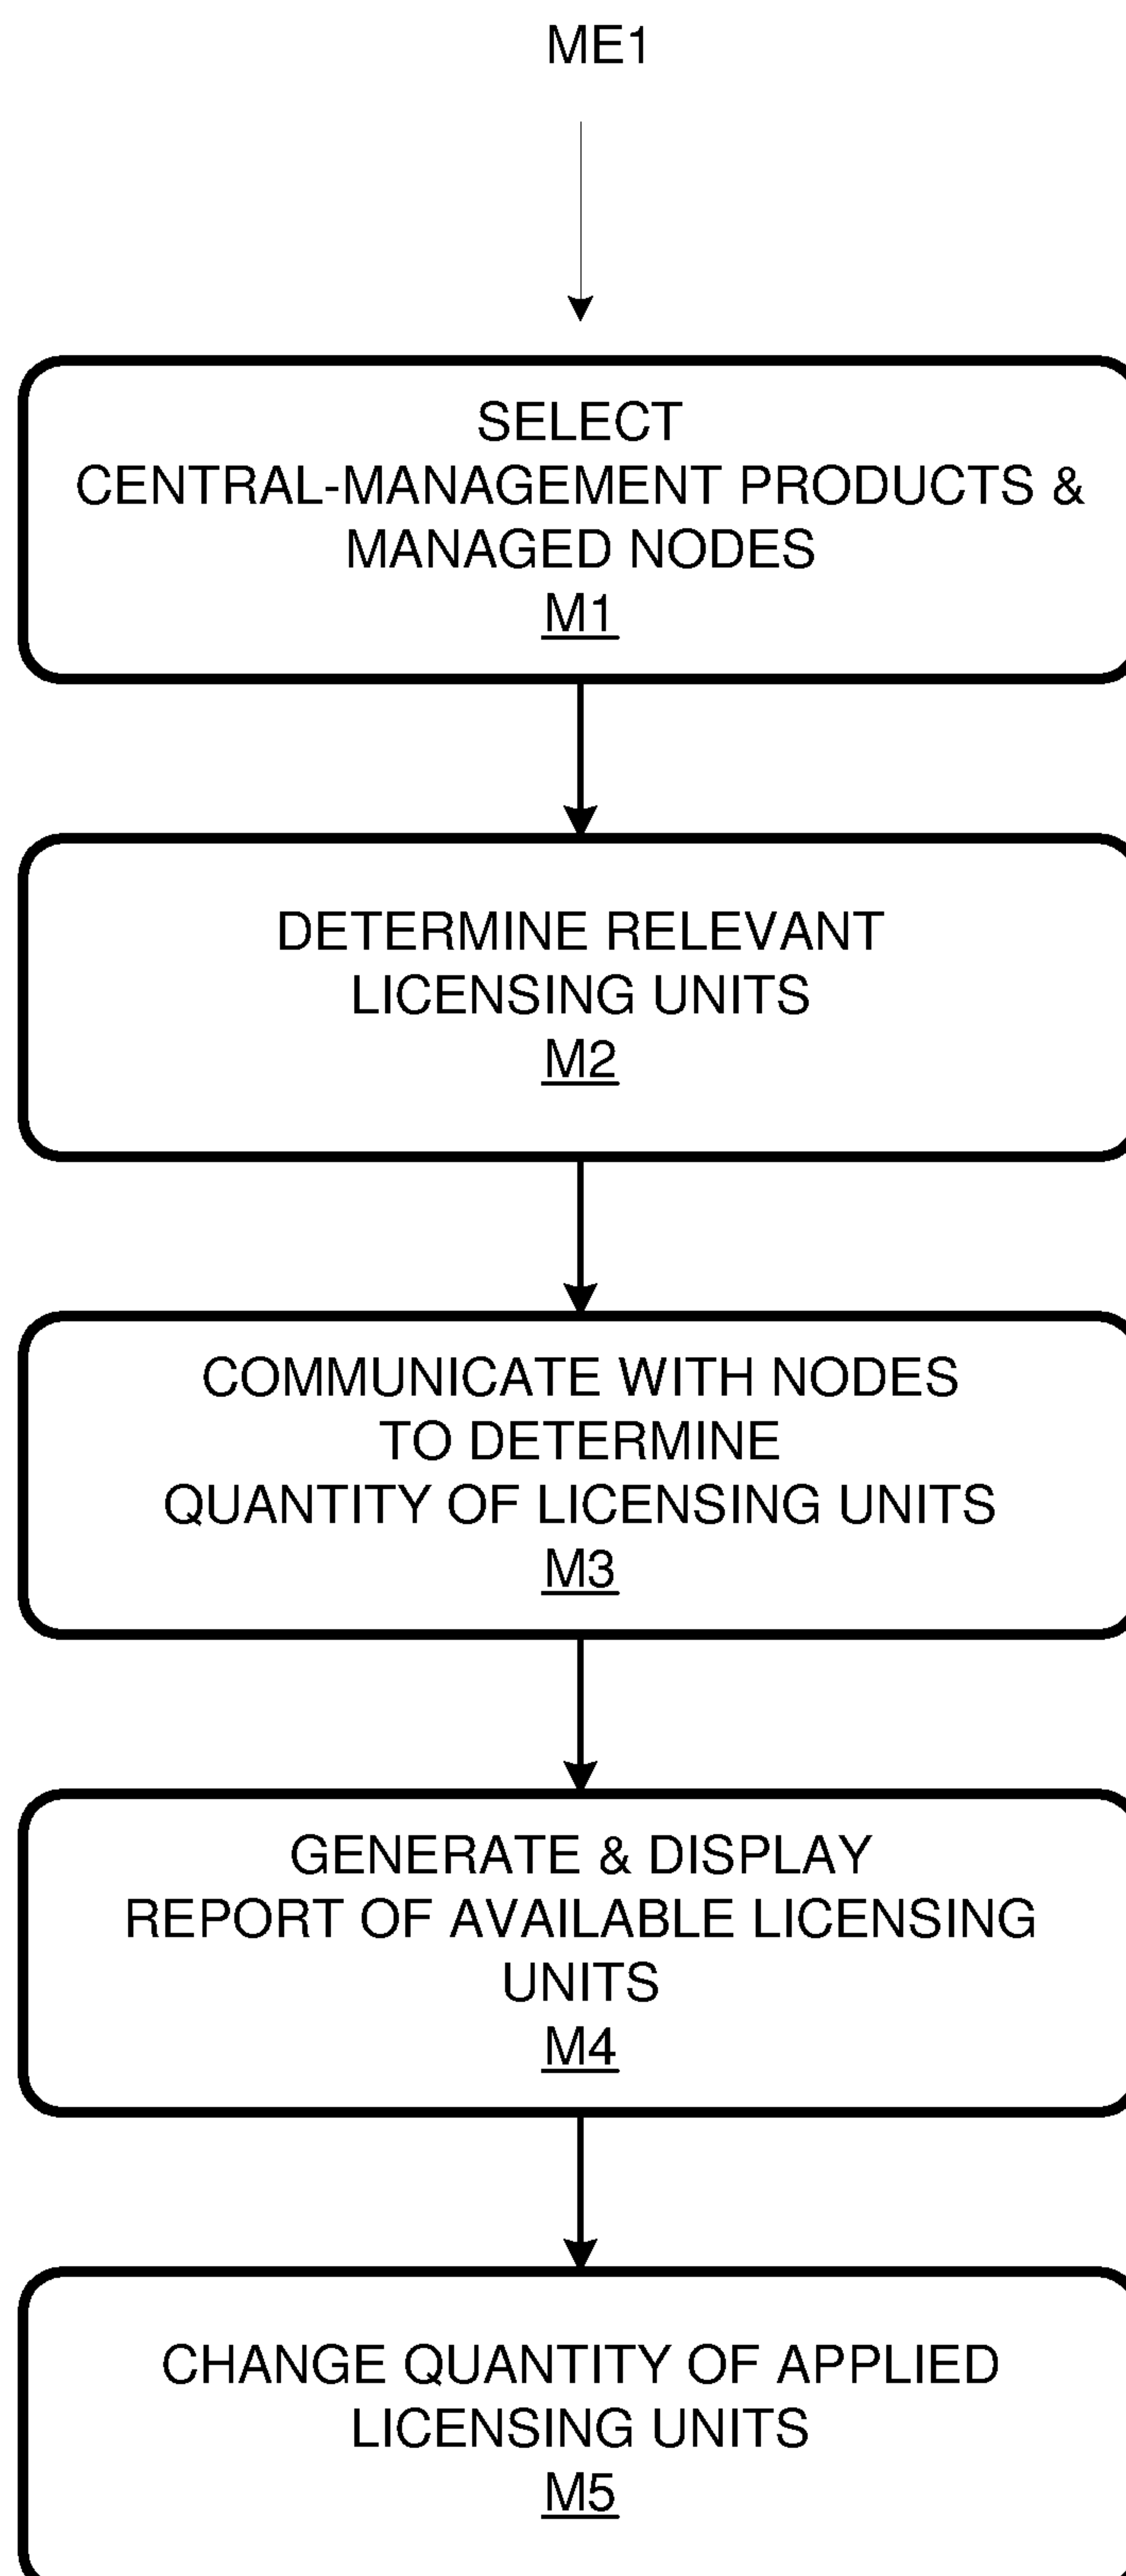 ME1
SELECT
CENTRAL-MANAGEMENT PRODUCTS &
MANAGED NODES
M1
DETERMINE RELEVANT
LICENSING UNITS
M2
COMMUNICATE WITH NODES
TO DETERMINE
QUANTITY OF LICENSING UNITS
M3
GENERATE & DISPLAY
REPORT OF AVAILABLE LICENSING
UNITS
M4
CHANGE QUANTITY OF APPLIED
LICENSING UNITS
M5